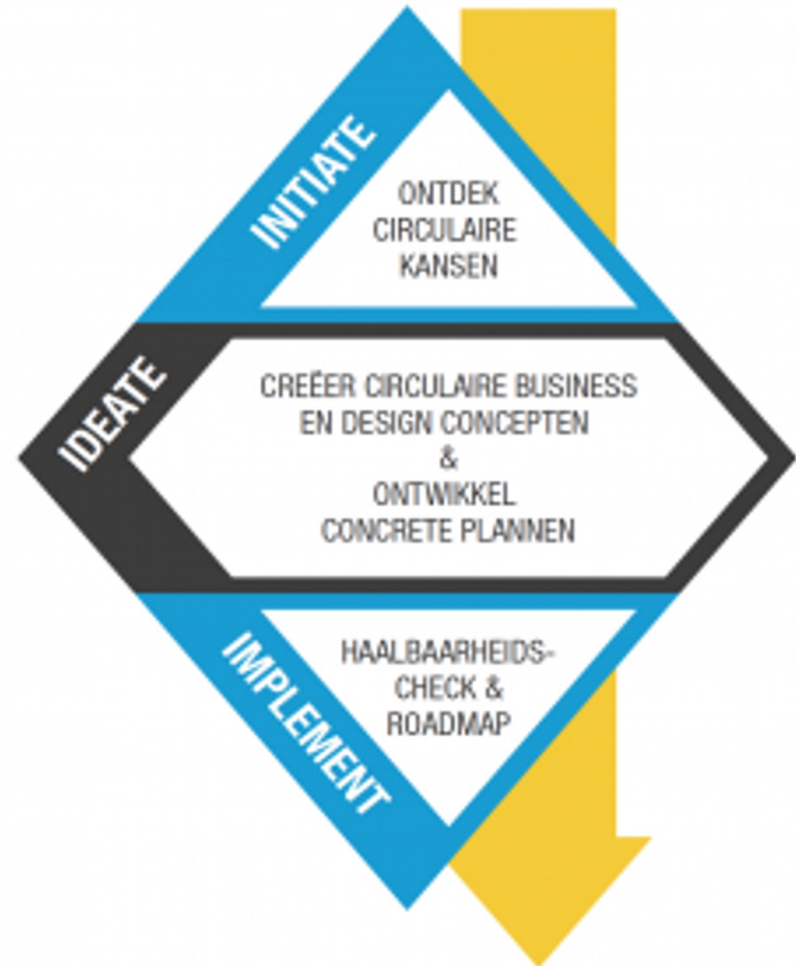 INITIATE
ONTDEK
CIRCULAIRE
KANSEN
IDEATE
CREËER CIRCULAIRE BUSINESS
EN DESIGN CONCEPTEN
&
ONTWIKKEL
CONCRETE PLANNEN
IMPLEMENT
HAALBAARHEIDS-
CHECK &
ROADMAP